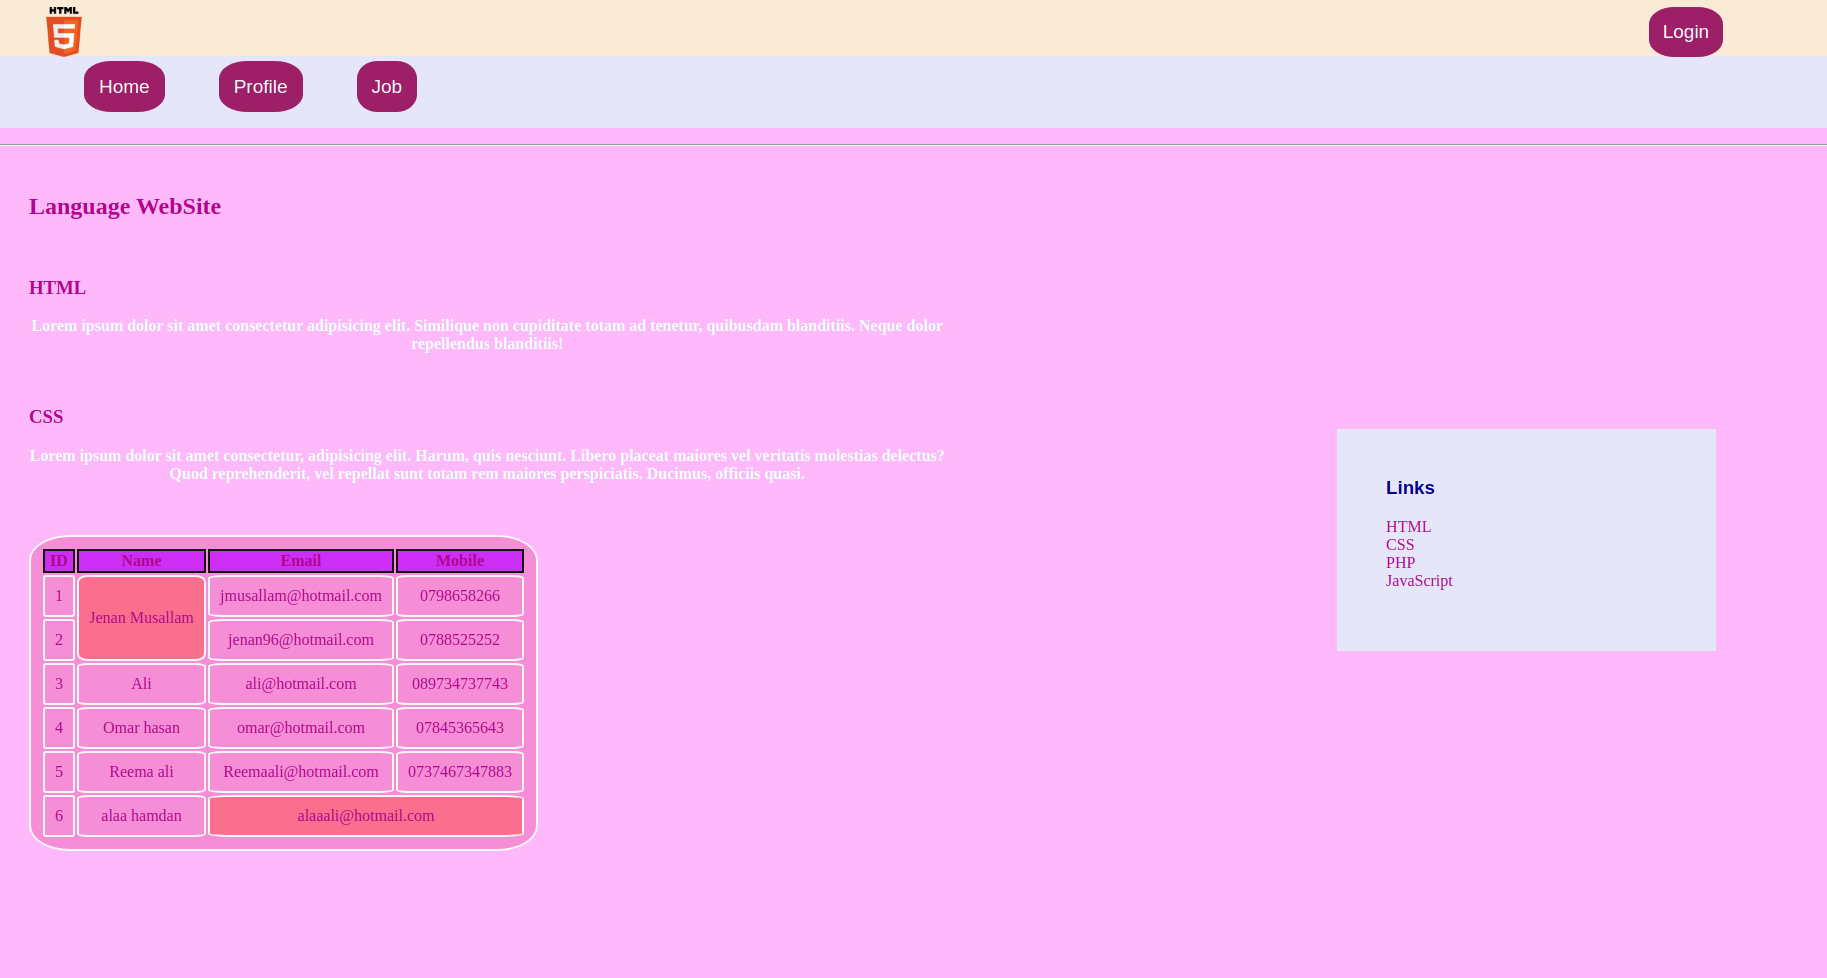 HTML
5
Login
Home Profile Job
Language WebSite
HTML
Lorem ipsum dolor sit amet consectetur adipisicing elit. Similique non cupiditate totam ad tenetur, quibusdam blanditiis. Neque dolor
repellendus blanditiis!
CSS
Lorem ipsum dolor sit amet consectetur, adipisicing elit. Harum, quis nesciunt. Libero placeat maiores vel veritatis molestias delectus?
Quod reprehenderit, vel repellat sunt totam rem maiores perspiciatis. Ducimus, officiis quasi.
ID Name Email Mobile
1 Jenan Musallam jmusallam@hotmail.com 0798658266
2 jenan96@hotmail.com 0788525252
3 Ali ali@hotmail.com 089734737743
4 Omar hasan omar@hotmail.com 07845365643
5 Reema ali Reemaali@hotmail.com 0737467347883
6 alaa hamdan alaaali@hotmail.com
Links
HTML
CSS
PHP
JavaScript